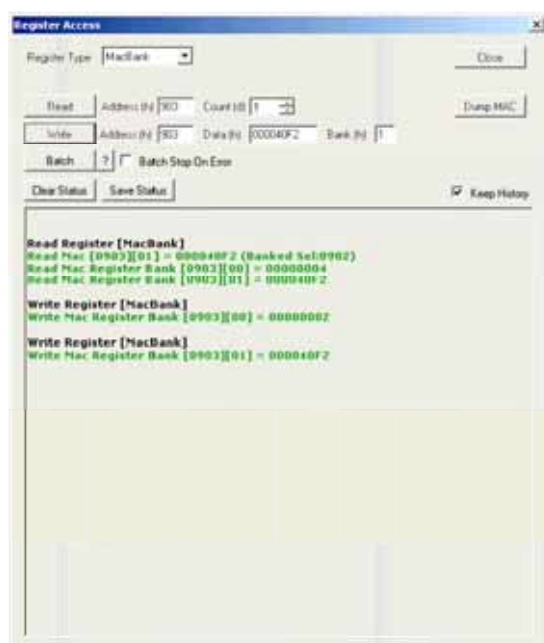 Register Access
Register Type MacBank Close
Read Address (h) 903 Count (d) 1 Dump MAC
Write Address (h) 903 Data (h) 000040F2 Bank (h) 1
Batch ? Batch Stop On Error
Clear Status Save Status Keep History
Read Register [MacBank]
Read Mac [0903][01] = 000040F2 (Banked Sel:0902)
Read Mac Register Bank [0903][00] = 00000004
Read Mac Register Bank [0903][01] = 000040F2
Write Register [MacBank]
Write Mac Register Bank [0903][00] = 00000002
Write Register [MacBank]
Write Mac Register Bank [0903][01] = 000040F2